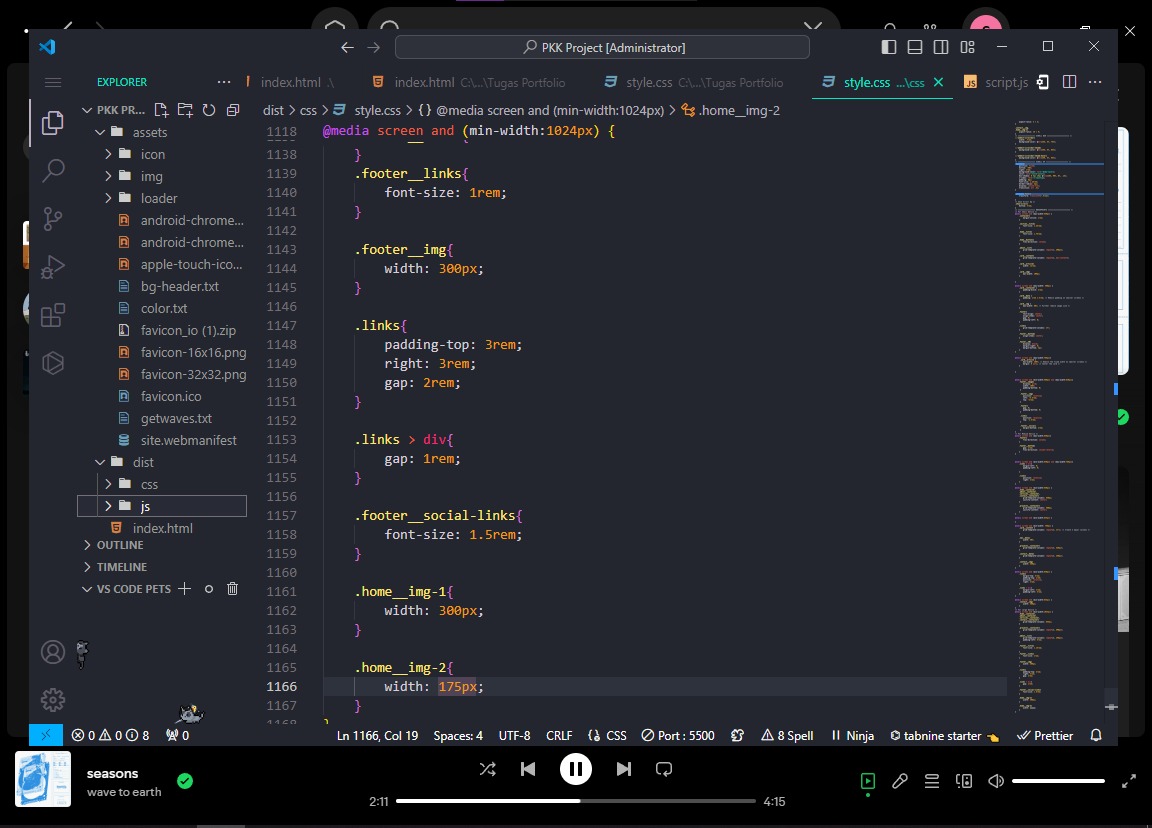 PKK Project [Administrator]
EXPLORER
index.html .\
index.html C:\...\Tugas Portfolio
style.css C:\...\Tugas Portfolio
style.css ...\css
JS script.js
PKK PR...
dist > css > style.css > {} @media screen and (min-width:1024px) > .home__img-2
assets
icon
img
loader
android-chrome...
android-chrome...
apple-touch-ico...
bg-header.txt
color.txt
favicon_io (1).zip
favicon-16x16.png
favicon-32x32.png
favicon.ico
getwaves.txt
site.webmanifest
dist
css
js
index.html
OUTLINE
TIMELINE
VS CODE PETS
1118 @media screen and (min-width:1024px) {
1138 }
1139 .footer__links{
1140 font-size: 1rem;
1141 }
1142
1143 .footer__img{
1144 width: 300px;
1145 }
1146
1147 .links{
1148 padding-top: 3rem;
1149 right: 3rem;
1150 gap: 2rem;
1151 }
1152
1153 .links > div{
1154 gap: 1rem;
1155 }
1156
1157 .footer__social-links{
1158 font-size: 1.5rem;
1159 }
1160
1161 .home__img-1{
1162 width: 300px;
1163 }
1164
1165 .home__img-2{
1166 width: 175px;
1167 }
1168 }
0 0 8 0 Ln 1166, Col 19 Spaces: 4 UTF-8 CRLF CSS Port : 5500 8 Spell Ninja tabnine starter Prettier
seasons
wave to earth
2:11
4:15